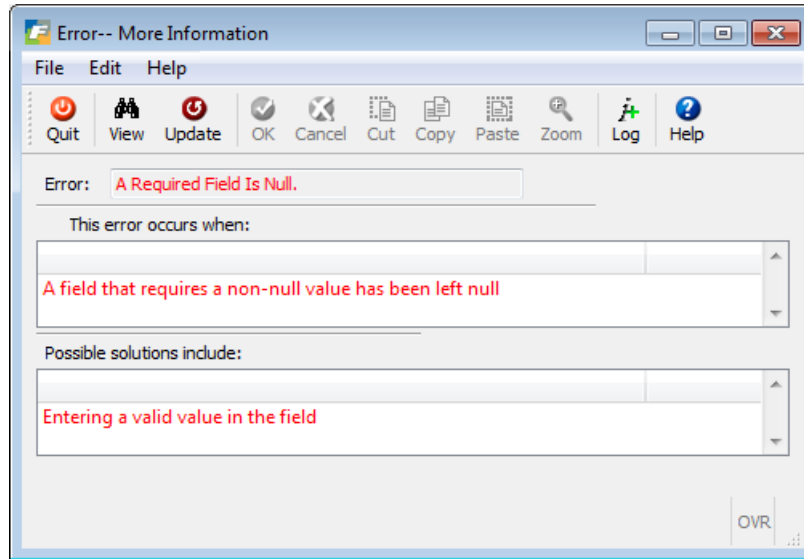 Error-- More Information
File Edit Help
Quit View Update OK Cancel Cut Copy Paste Zoom Log Help
Error: A Required Field Is Null.
This error occurs when:
A field that requires a non-null value has been left null
Possible solutions include:
Entering a valid value in the field
OVR